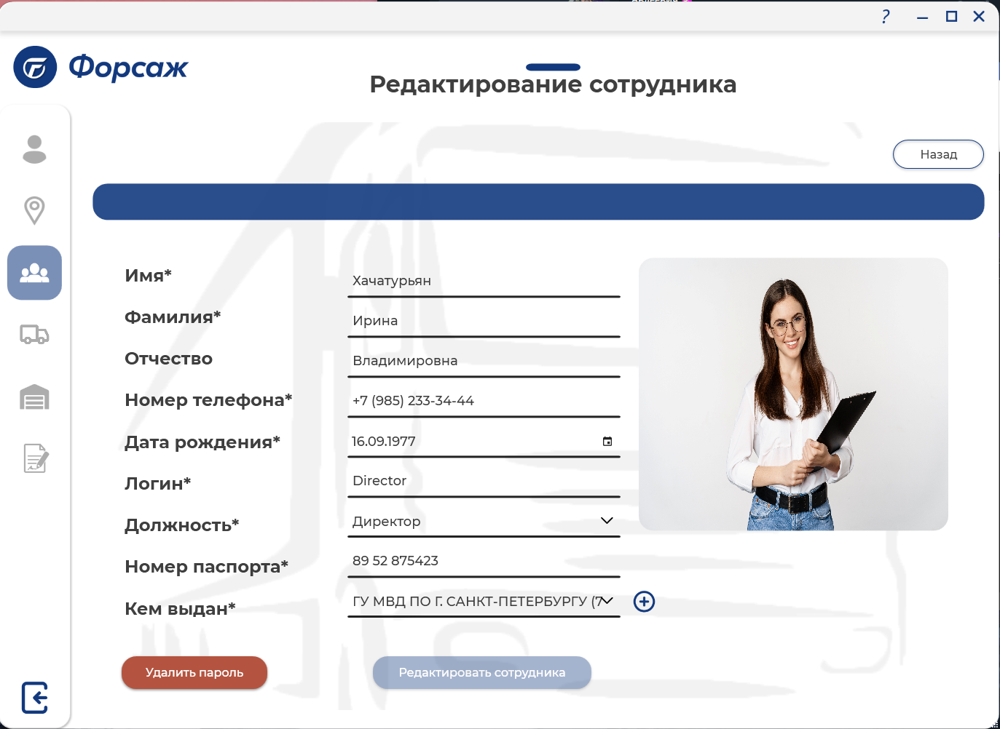 ?
Форсаж
Редактирование сотрудника
Назад
Имя*
Хачатурьян
Фамилия*
Ирина
Отчество
Владимировна
Номер телефона*
+7 (985) 233-34-44
Дата рождения*
16.09.1977
Логин*
Director
Должность*
Директор
Номер паспорта*
89 52 875423
Кем выдан*
ГУ МВД ПО Г. САНКТ-ПЕТЕРБУРГУ (7
Удалить пароль
Редактировать сотрудника